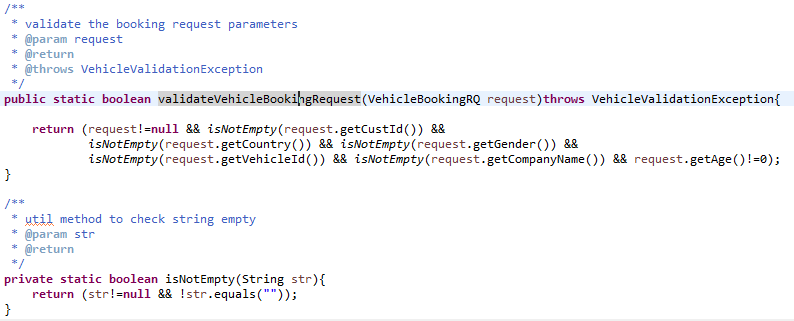 /**
 * validate the booking request parameters
 * @param request
 * @return
 * @throws VehicleValidationException
 */
public static boolean validateVehicleBookingRequest(VehicleBookingRQ request)throws VehicleValidationException{
    return (request!=null && isNotEmpty(request.getCustId()) &&
            isNotEmpty(request.getCountry()) && isNotEmpty(request.getGender()) &&
            isNotEmpty(request.getVehicleId()) && isNotEmpty(request.getCompanyName()) && request.getAge()!=0);
}
/**
 * util method to check string empty
 * @param str
 * @return
 */
private static boolean isNotEmpty(String str){
    return (str!=null && !str.equals(""));
}